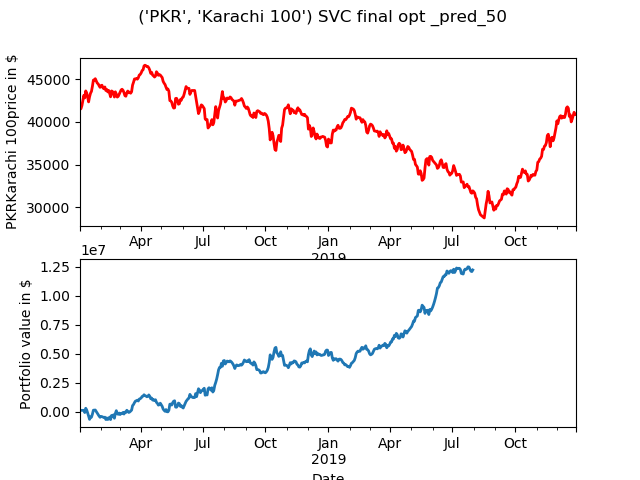 ('PKR', 'Karachi 100') SVC final opt _pred_50
PKRKarachi 100price in $
45000
40000
35000
30000
Apr Jul Oct Jan Apr Jul Oct
2019
1e7
Portfolio value in $
1.25
1.00
0.75
0.50
0.25
0.00
Apr Jul Oct Jan Apr Jul Oct
2019
Date